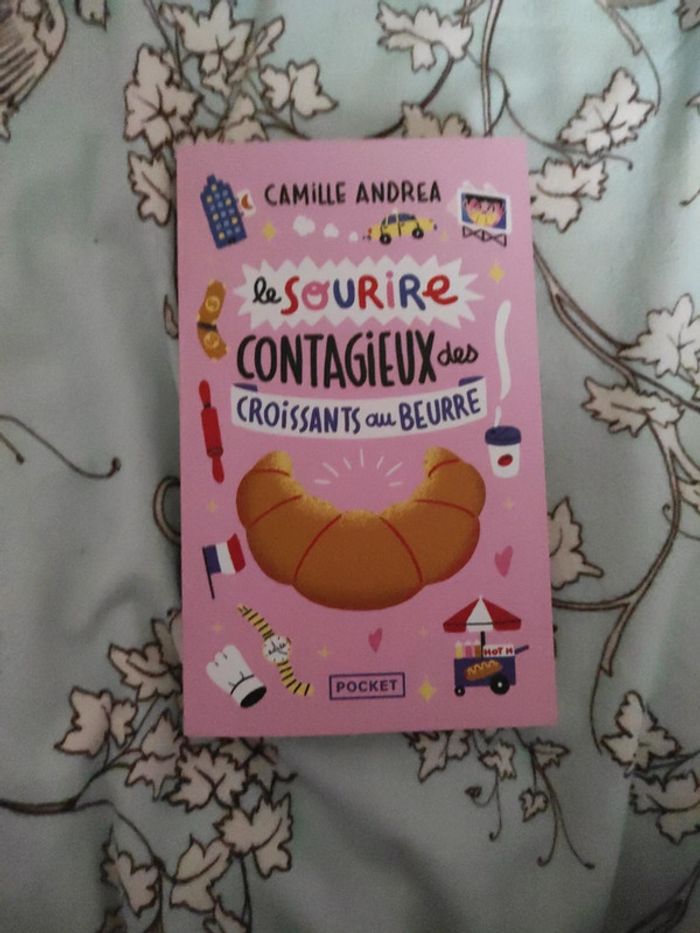 CAMILLE ANDREA
le SOURIRE
CONTAGIEUX des
CROISSANTS au BEURRE
HOT
POCKET